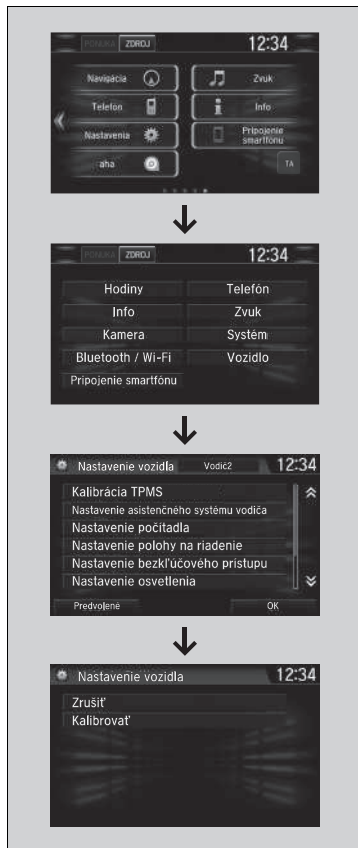 PONUKA ZDROJ 12:34
Navigácia Zvuk
Telefón Info
Nastavenia Pripojenie smartfónu
aha TA
PONUKA ZDROJ 12:34
Hodiny Telefón
Info Zvuk
Kamera Systém
Bluetooth / Wi-Fi Vozidlo
Pripojenie smartfónu
Nastavenie vozidla Vodič2 12:34
Kalibrácia TPMS
Nastavenie asistenčného systému vodiča
Nastavenie počítadla
Nastavenie polohy na riadenie
Nastavenie bezkľúčového prístupu
Nastavenie osvetlenia
Predvolené OK
Nastavenie vozidla 12:34
Zrušiť
Kalibrovať